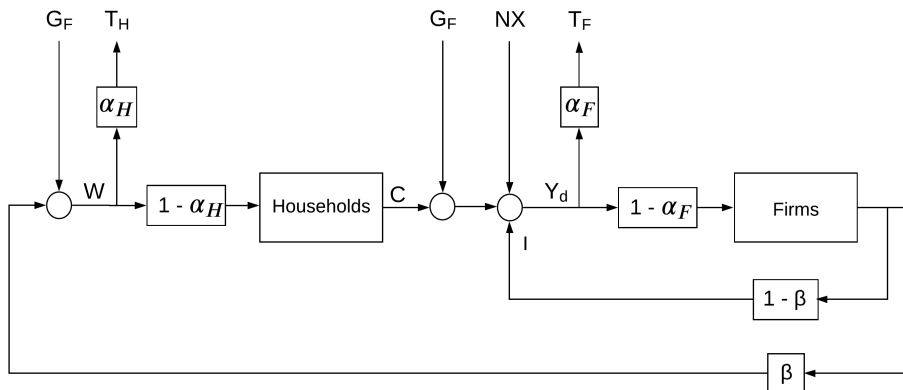 G_F T_H G_F NX T_F
α_H α_F
W C Y_d
1 - α_H Households 1 - α_F Firms
I
1 - β
β